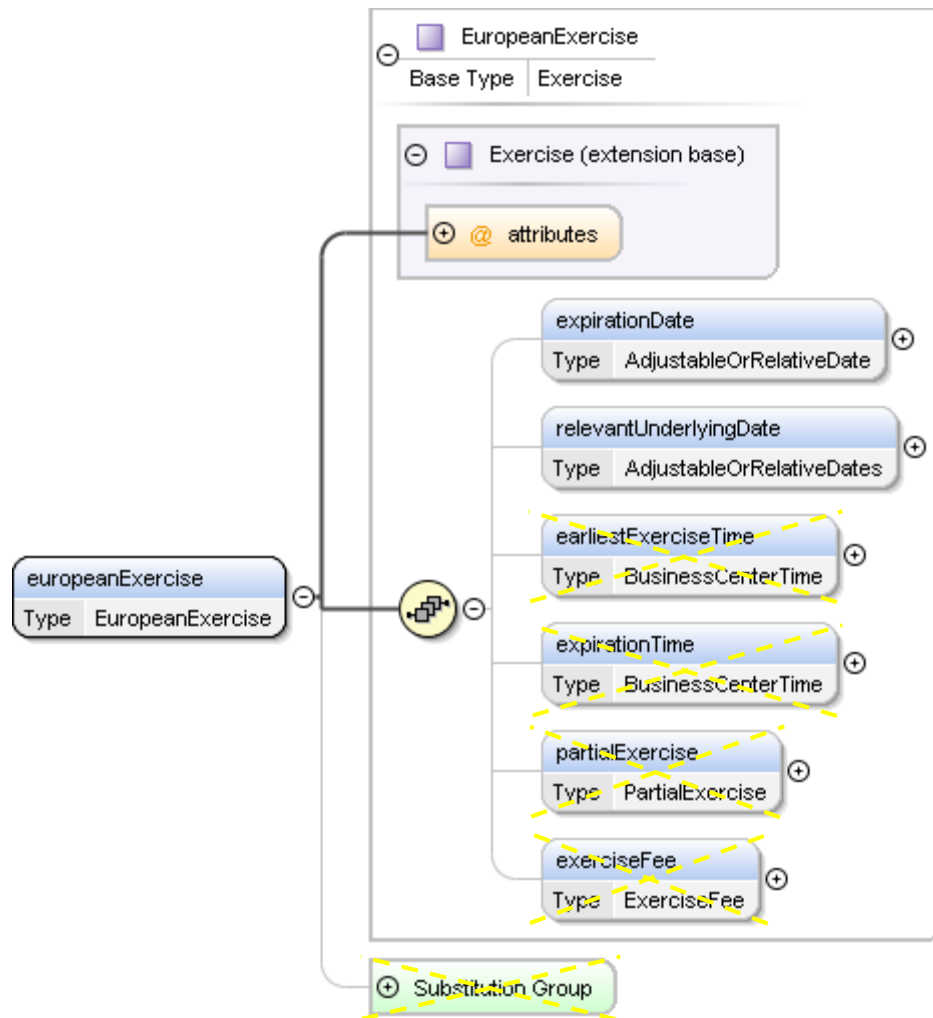 EuropeanExercise
Base Type Exercise
Exercise (extension base)
@ attributes
expirationDate
Type AdjustableOrRelativeDate
relevantUnderlyingDate
Type AdjustableOrRelativeDates
earliestExerciseTime
Type BusinessCenterTime
europeanExercise
Type EuropeanExercise
expirationTime
Type BusinessCenterTime
partialExercise
Type PartialExercise
exerciseFee
Type ExerciseFee
Substitution Group